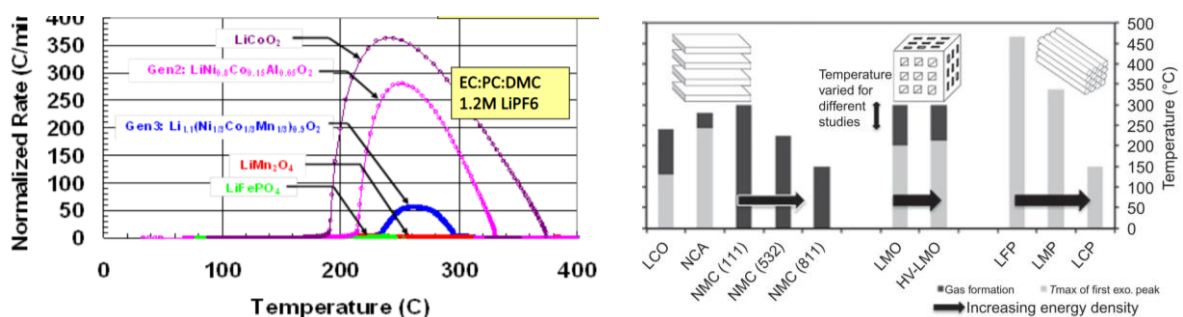 Normalized Rate (C/min
400
350
300
250
200
150
100
50
0
LiCoO₂
Gen2: LiNi₀.₈Co₀.₁₅Al₀.₀₅O₂
Gen3: Li₁.₁(Ni₁/₃Co₁/₃Mn₁/₃)₀.₉O₂
LiMn₂O₄
LiFePO₄
EC:PC:DMC
1.2M LiPF6
0 100 200 300 400
Temperature (C)
Temperature
varied for
different
studies
500
450
400
350
300
250
200
150
100
50
0
Temperature (°C)
LCO
NCA
NMC (111)
NMC (532)
NMC (811)
LMO
HV-LMO
LFP
LMP
LCP
Gas formation
Tmax of first exo. peak
Increasing energy density